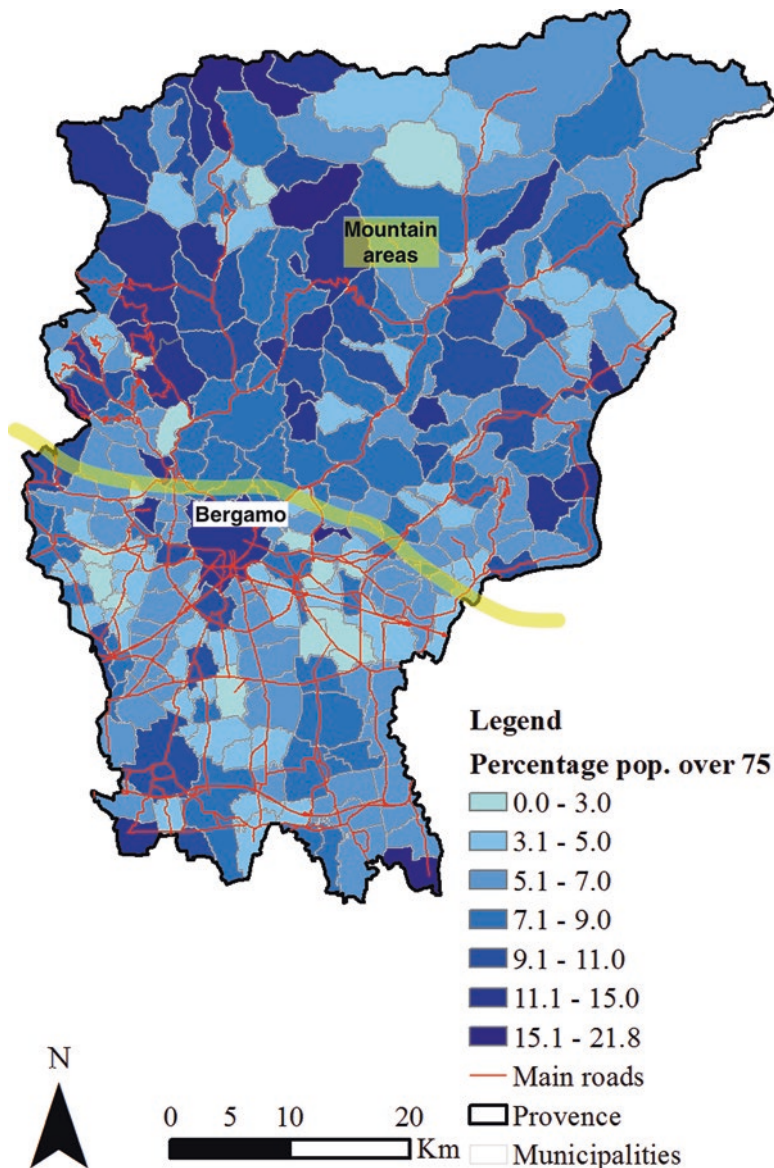 Mountain
areas
Bergamo
Legend
Percentage pop. over 75
0.0 - 3.0
3.1 - 5.0
5.1 - 7.0
7.1 - 9.0
9.1 - 11.0
11.1 - 15.0
15.1 - 21.8
Main roads
Provence
Municipalities
N
0 5 10 20
Km